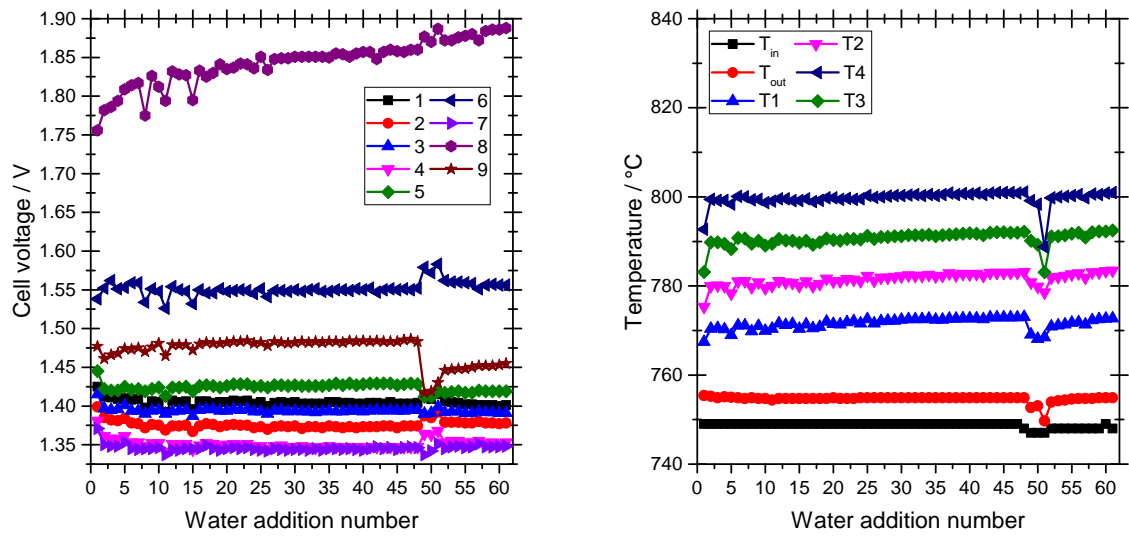 1.90
1.85
1.80
1.75
1.70
1.65
1.60
1.55
1.50
1.45
1.40
1.35
Cell voltage / V
1 6
2 7
3 8
4 9
5
0 5 10 15 20 25 30 35 40 45 50 55 60
Water addition number
840
820
800
780
760
740
Temperature / °C
T_in T2
T_out T4
T1 T3
0 5 10 15 20 25 30 35 40 45 50 55 60
Water addition number